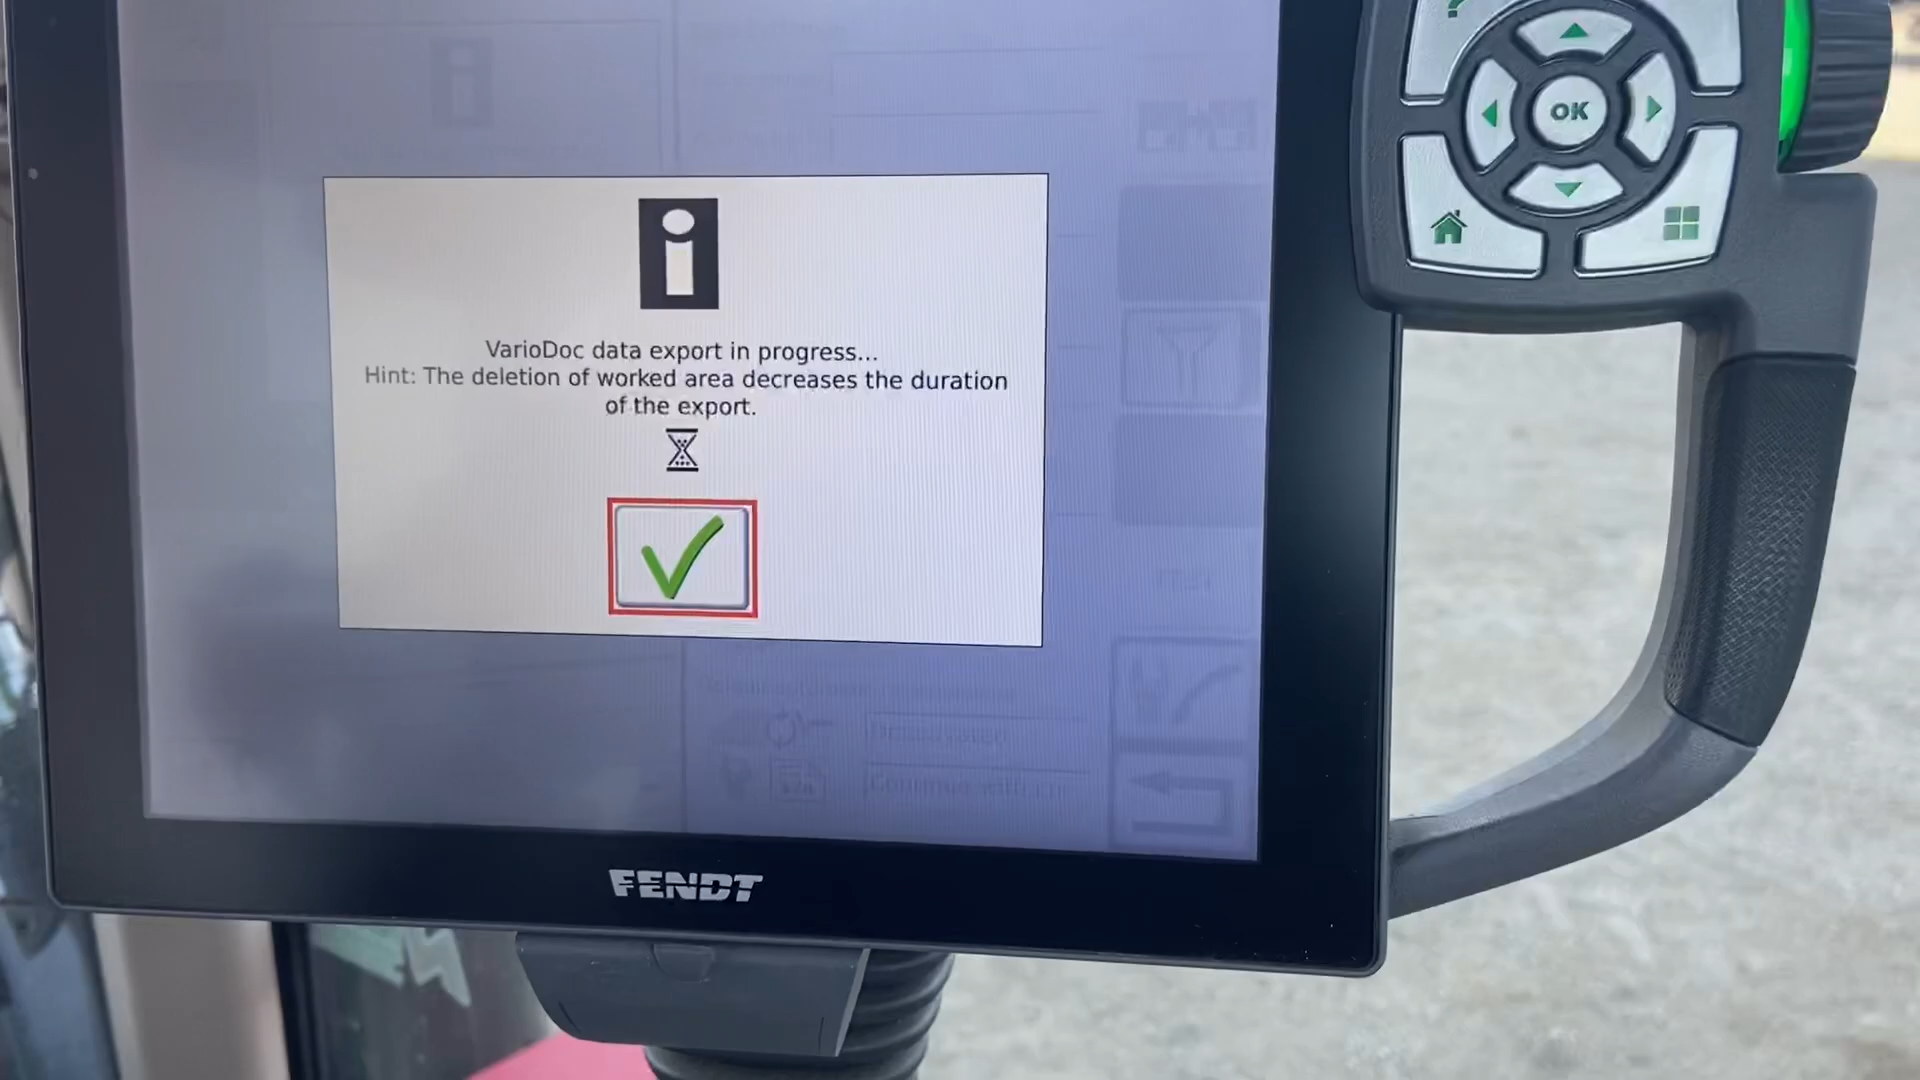 VarioDoc data export in progress...
Hint: The deletion of worked area decreases the duration
of the export.
OK
?
FENDT